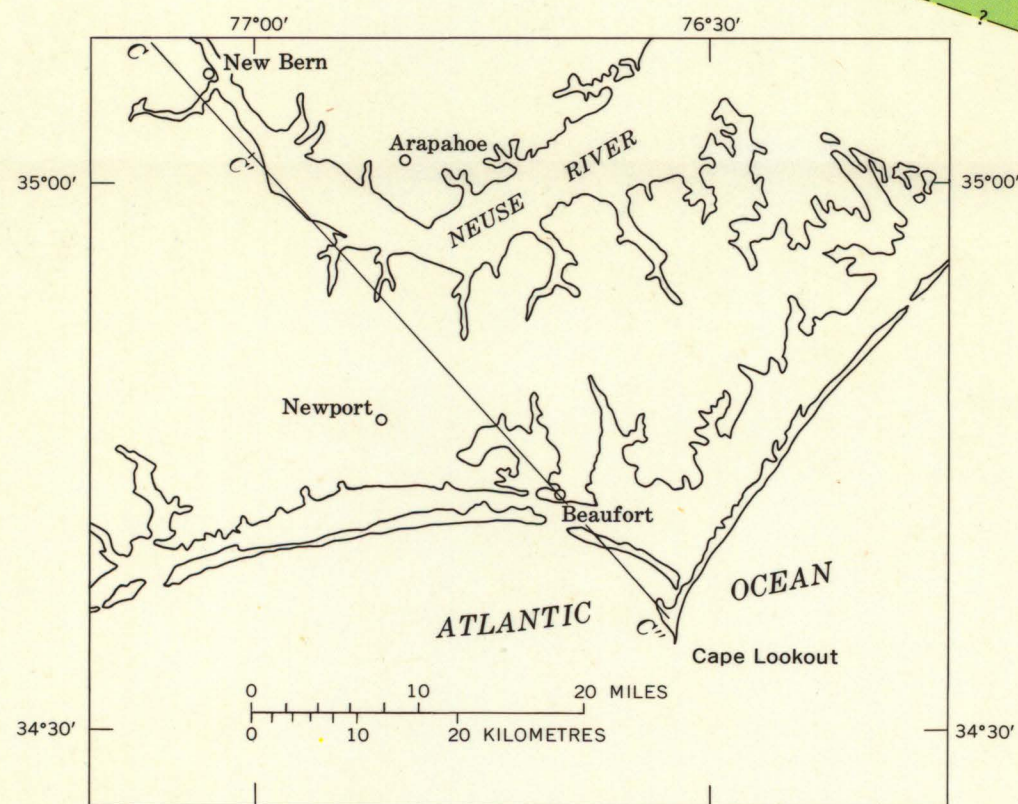 ?
77°00′ 76°30′
C
New Bern
Arapahoe
C′
35°00′ 35°00′
NEUSE RIVER
Newport
Beaufort
ATLANTIC OCEAN
C″
Cape Lookout
0 10 20 MILES
0 10 20 KILOMETRES
34°30′ 34°30′